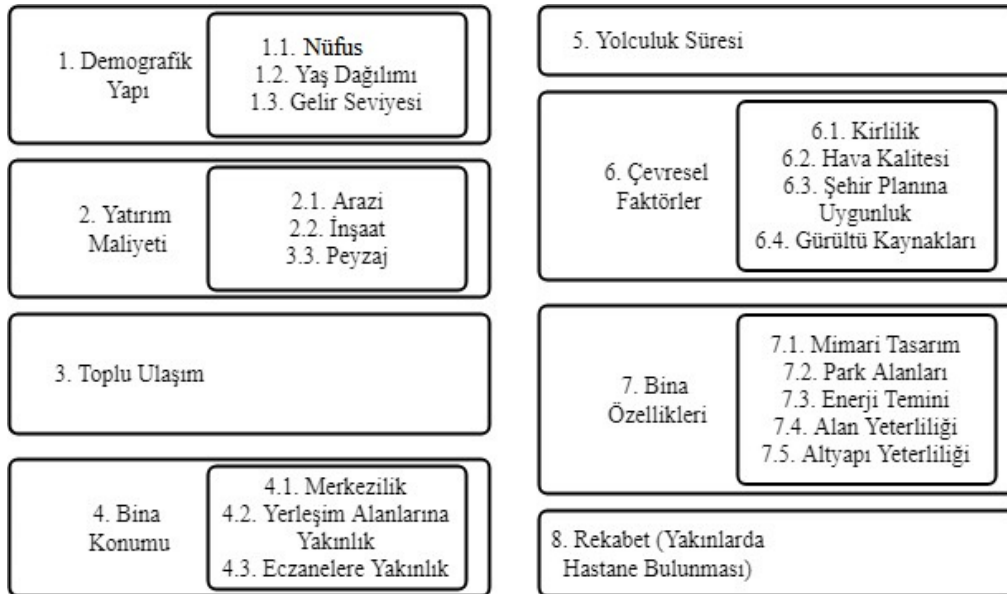 1. Demografik
Yapı
1.1. Nüfus
1.2. Yaş Dağılımı
1.3. Gelir Seviyesi
2. Yatırım
Maliyeti
2.1. Arazi
2.2. İnşaat
3.3. Peyzaj
3. Toplu Ulaşım
4. Bina
Konumu
4.1. Merkezilik
4.2. Yerleşim Alanlarına
Yakınlık
4.3. Eczanelere Yakınlık
5. Yolculuk Süresi
6. Çevresel
Faktörler
6.1. Kirlilik
6.2. Hava Kalitesi
6.3. Şehir Planına
Uygunluk
6.4. Gürültü Kaynakları
7. Bina
Özellikleri
7.1. Mimari Tasarım
7.2. Park Alanları
7.3. Enerji Temini
7.4. Alan Yeterliliği
7.5. Altyapı Yeterliliği
8. Rekabet (Yakınlarda
Hastane Bulunması)